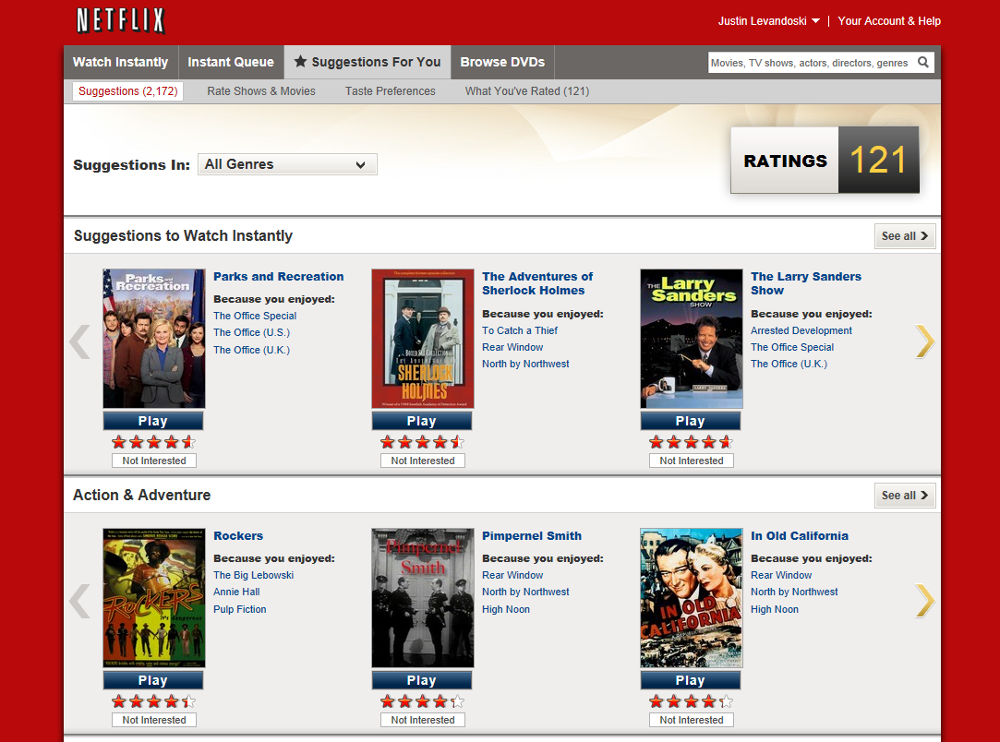 NETFLIX
Justin Levandoski | Your Account & Help
Watch Instantly
Instant Queue
Suggestions For You
Browse DVDs
Movies, TV shows, actors, directors, genres
Suggestions (2,172)
Rate Shows & Movies
Taste Preferences
What You've Rated (121)
Suggestions In:
All Genres
RATINGS
121
Suggestions to Watch Instantly
See all
Parks and
Recreation
Play
Not Interested
Parks and Recreation
Because you enjoyed:
The Office Special
The Office (U.S.)
The Office (U.K.)
SHERLOCK
HOLMES
Play
Not Interested
The Adventures of
Sherlock Holmes
Because you enjoyed:
To Catch a Thief
Rear Window
North by Northwest
THE
Larry
Sanders
SHOW
Play
Not Interested
The Larry Sanders
Show
Because you enjoyed:
Arrested Development
The Office Special
The Office (U.K.)
Action & Adventure
See all
ROCKERS
it's dangerous
Play
Not Interested
Rockers
Because you enjoyed:
The Big Lebowski
Annie Hall
Pulp Fiction
Pimpernel
Smith
Play
Not Interested
Pimpernel Smith
Because you enjoyed:
Rear Window
North by Northwest
High Noon
IN OLD
CALIFORNIA
Play
Not Interested
In Old California
Because you enjoyed:
Rear Window
North by Northwest
High Noon